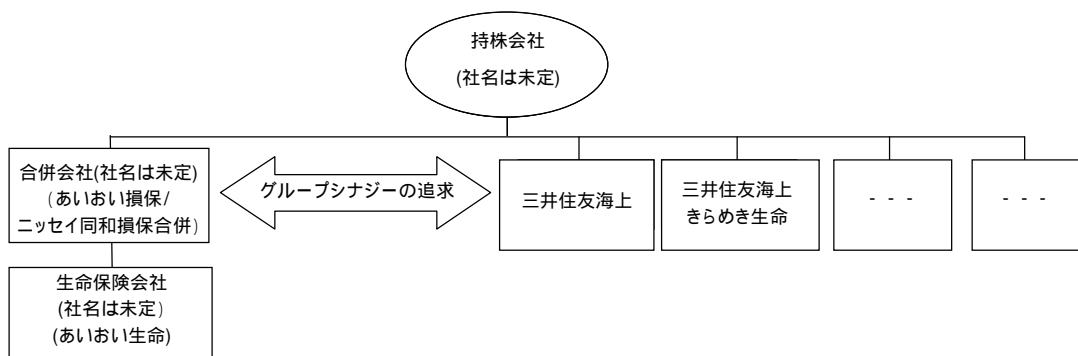 持株会社
(社名は未定)
合併会社(社名は未定)
(あいおい損保/
ニッセイ同和損保合併)
グループシナジーの追求
三井住友海上
三井住友海上
きらめき生命
- - -
- - -
生命保険会社
(社名は未定)
(あいおい生命)